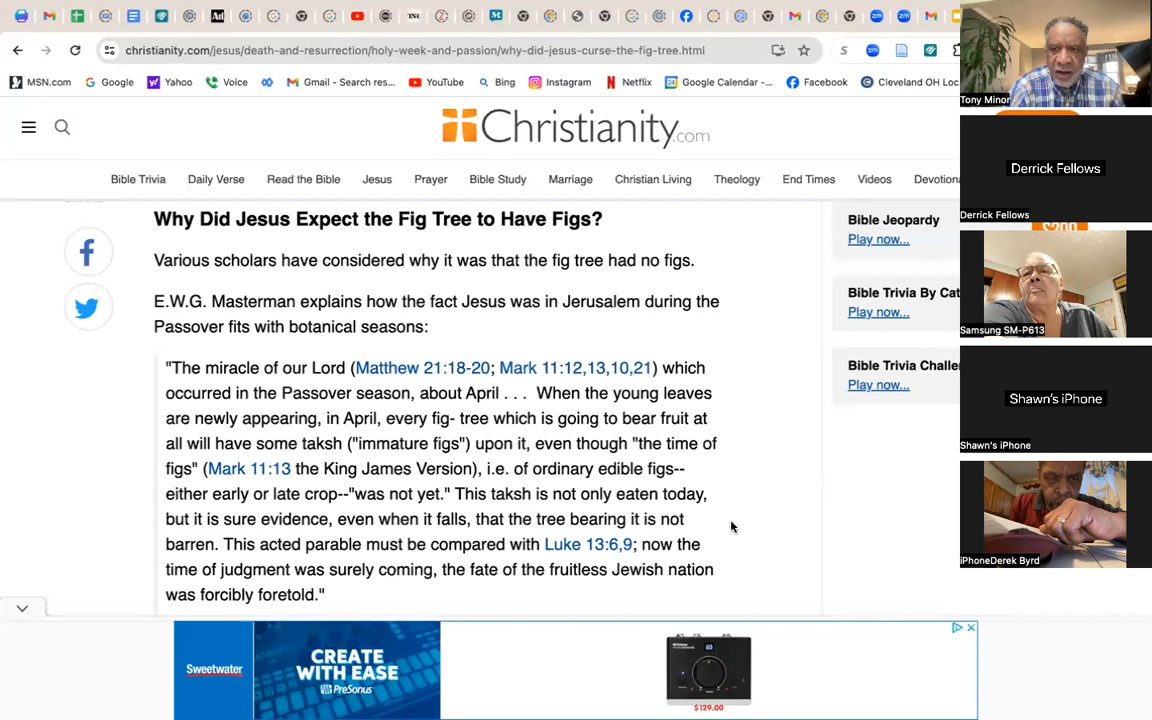 christianity.com/jesus/death-and-resurrection/holy-week-and-passion/why-did-jesus-curse-the-fig-tree.html
MSN.com Google Yahoo Voice Gmail - Search res... YouTube Bing Instagram Netflix Google Calendar -... Facebook Cleveland OH Loc
Christianity.com
Bible Trivia Daily Verse Read the Bible Jesus Prayer Bible Study Marriage Christian Living Theology End Times Videos Devotiona
Why Did Jesus Expect the Fig Tree to Have Figs?
Various scholars have considered why it was that the fig tree had no figs.
E.W.G. Masterman explains how the fact Jesus was in Jerusalem during the
Passover fits with botanical seasons:
"The miracle of our Lord (Matthew 21:18-20; Mark 11:12,13,10,21) which
occurred in the Passover season, about April . . . When the young leaves
are newly appearing, in April, every fig- tree which is going to bear fruit at
all will have some taksh ("immature figs") upon it, even though "the time of
figs" (Mark 11:13 the King James Version), i.e. of ordinary edible figs--
either early or late crop--"was not yet." This taksh is not only eaten today,
but it is sure evidence, even when it falls, that the tree bearing it is not
barren. This acted parable must be compared with Luke 13:6,9; now the
time of judgment was surely coming, the fate of the fruitless Jewish nation
was forcibly foretold."
Bible Jeopardy
Play now...
Bible Trivia By Cat
Play now...
Bible Trivia Challe
Play now...
Tony Minor
Derrick Fellows
Derrick Fellows
$200
Samsung SM-P613
Shawn's iPhone
Shawn's iPhone
iPhoneDerek Byrd
Sweetwater
CREATE
WITH EASE
PreSonus
$129.00